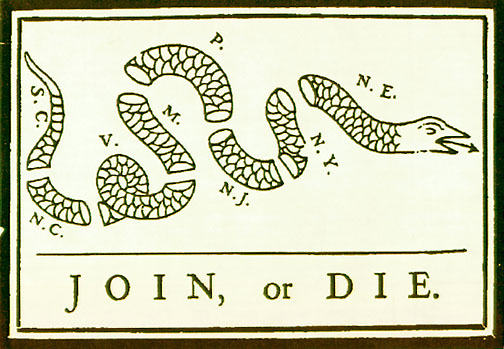 S. C.
N. C.
V.
M.
P.
N. J.
N. Y.
N. E.
JOIN, or DIE.